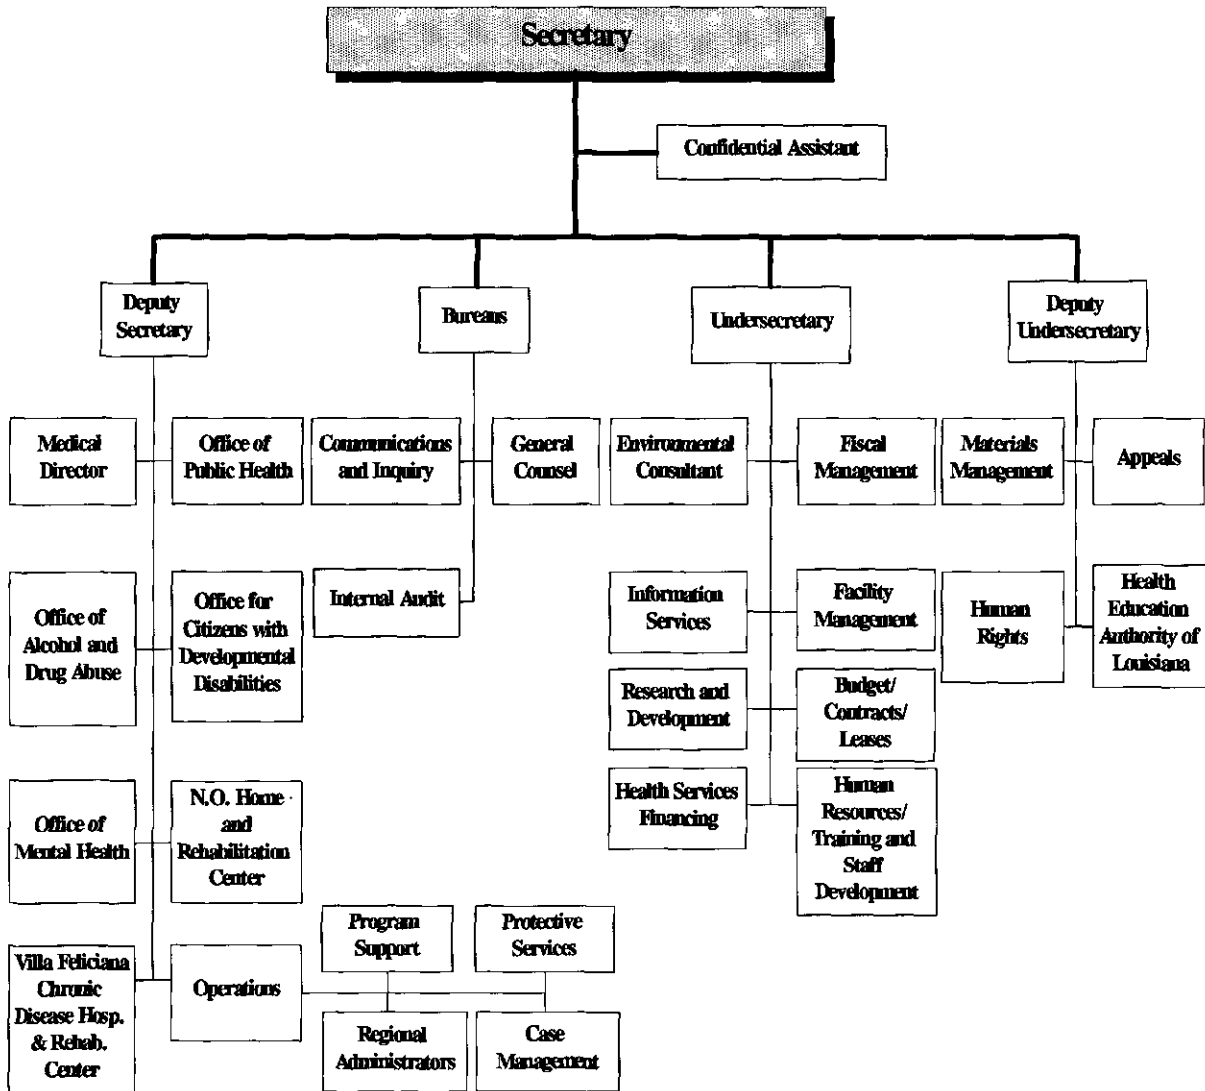 Secretary
Confidential Assistant
Deputy
Secretary
Bureaus
Undersecretary
Deputy
Undersecretary
Medical
Director
Office of
Public Health
Communications
and Inquiry
General
Counsel
Environmental
Consultant
Fiscal
Management
Materials
Management
Appeals
Office of
Alcohol and
Drug Abuse
Office for
Citizens with
Developmental
Disabilities
Internal Audit
Information
Services
Facility
Management
Human
Rights
Health
Education
Authority of
Louisiana
Research and
Development
Budget/
Contracts/
Leases
Office of
Mental Health
N.O. Home
and
Rehabilitation
Center
Health Services
Financing
Human
Resources/
Training and
Staff
Development
Villa Feliciana
Chronic
Disease Hosp.
& Rehab.
Center
Operations
Program
Support
Protective
Services
Regional
Administrators
Case
Management